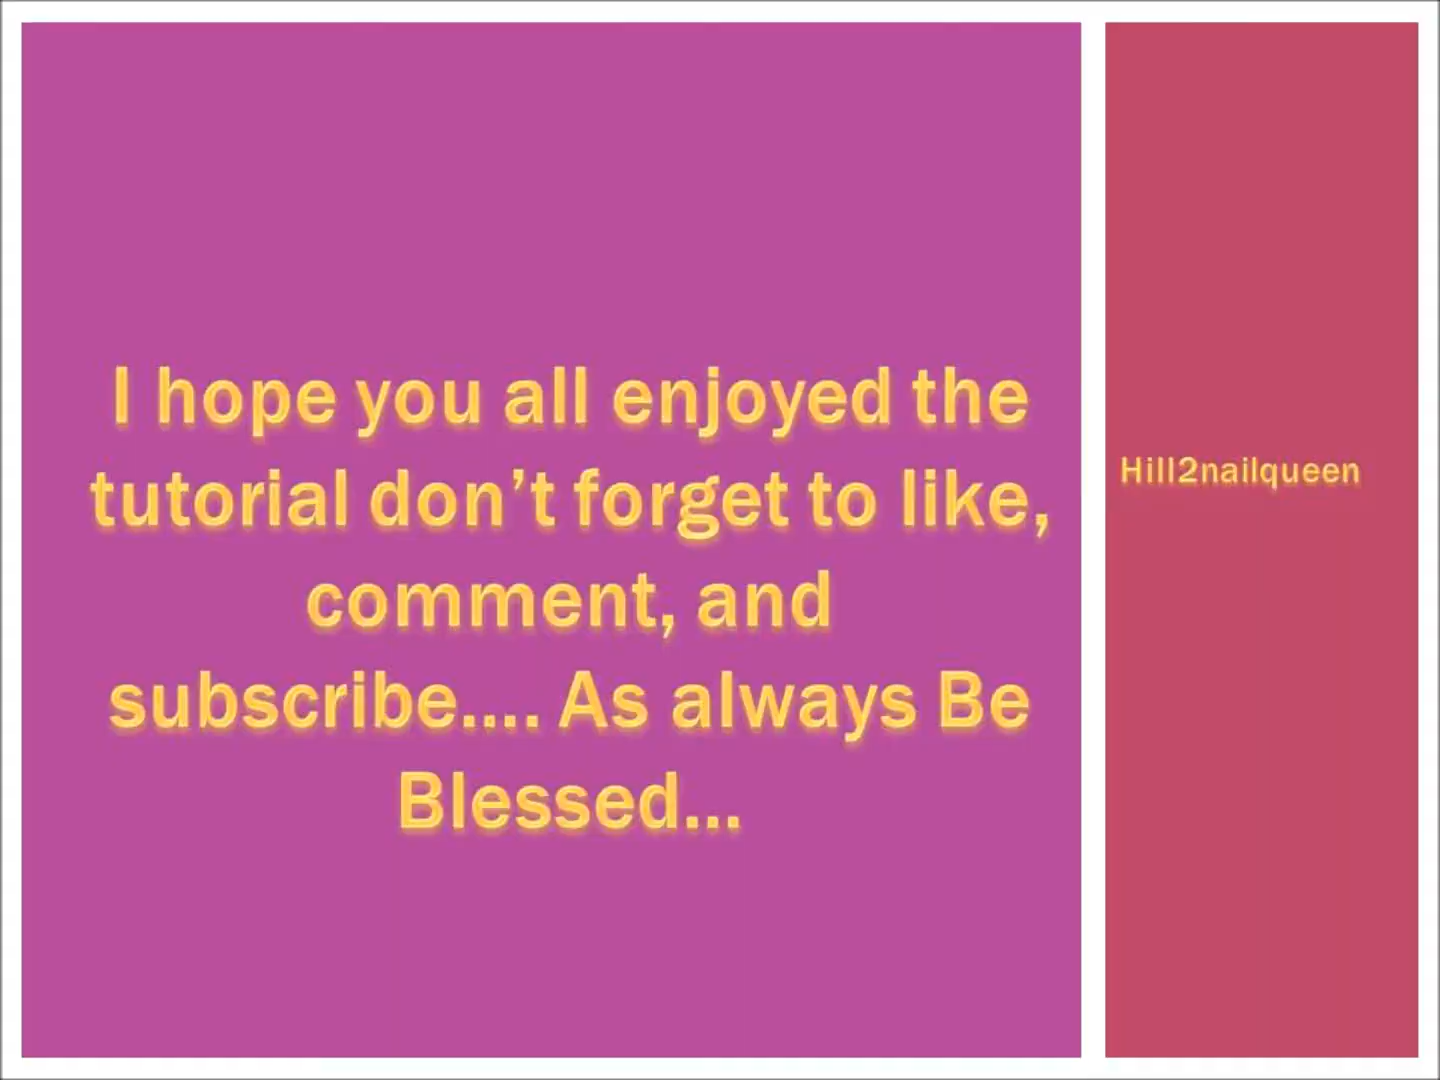 I hope you all enjoyed the
tutorial don’t forget to like,
comment, and
subscribe.... As always Be
Blessed...
Hill2nailqueen